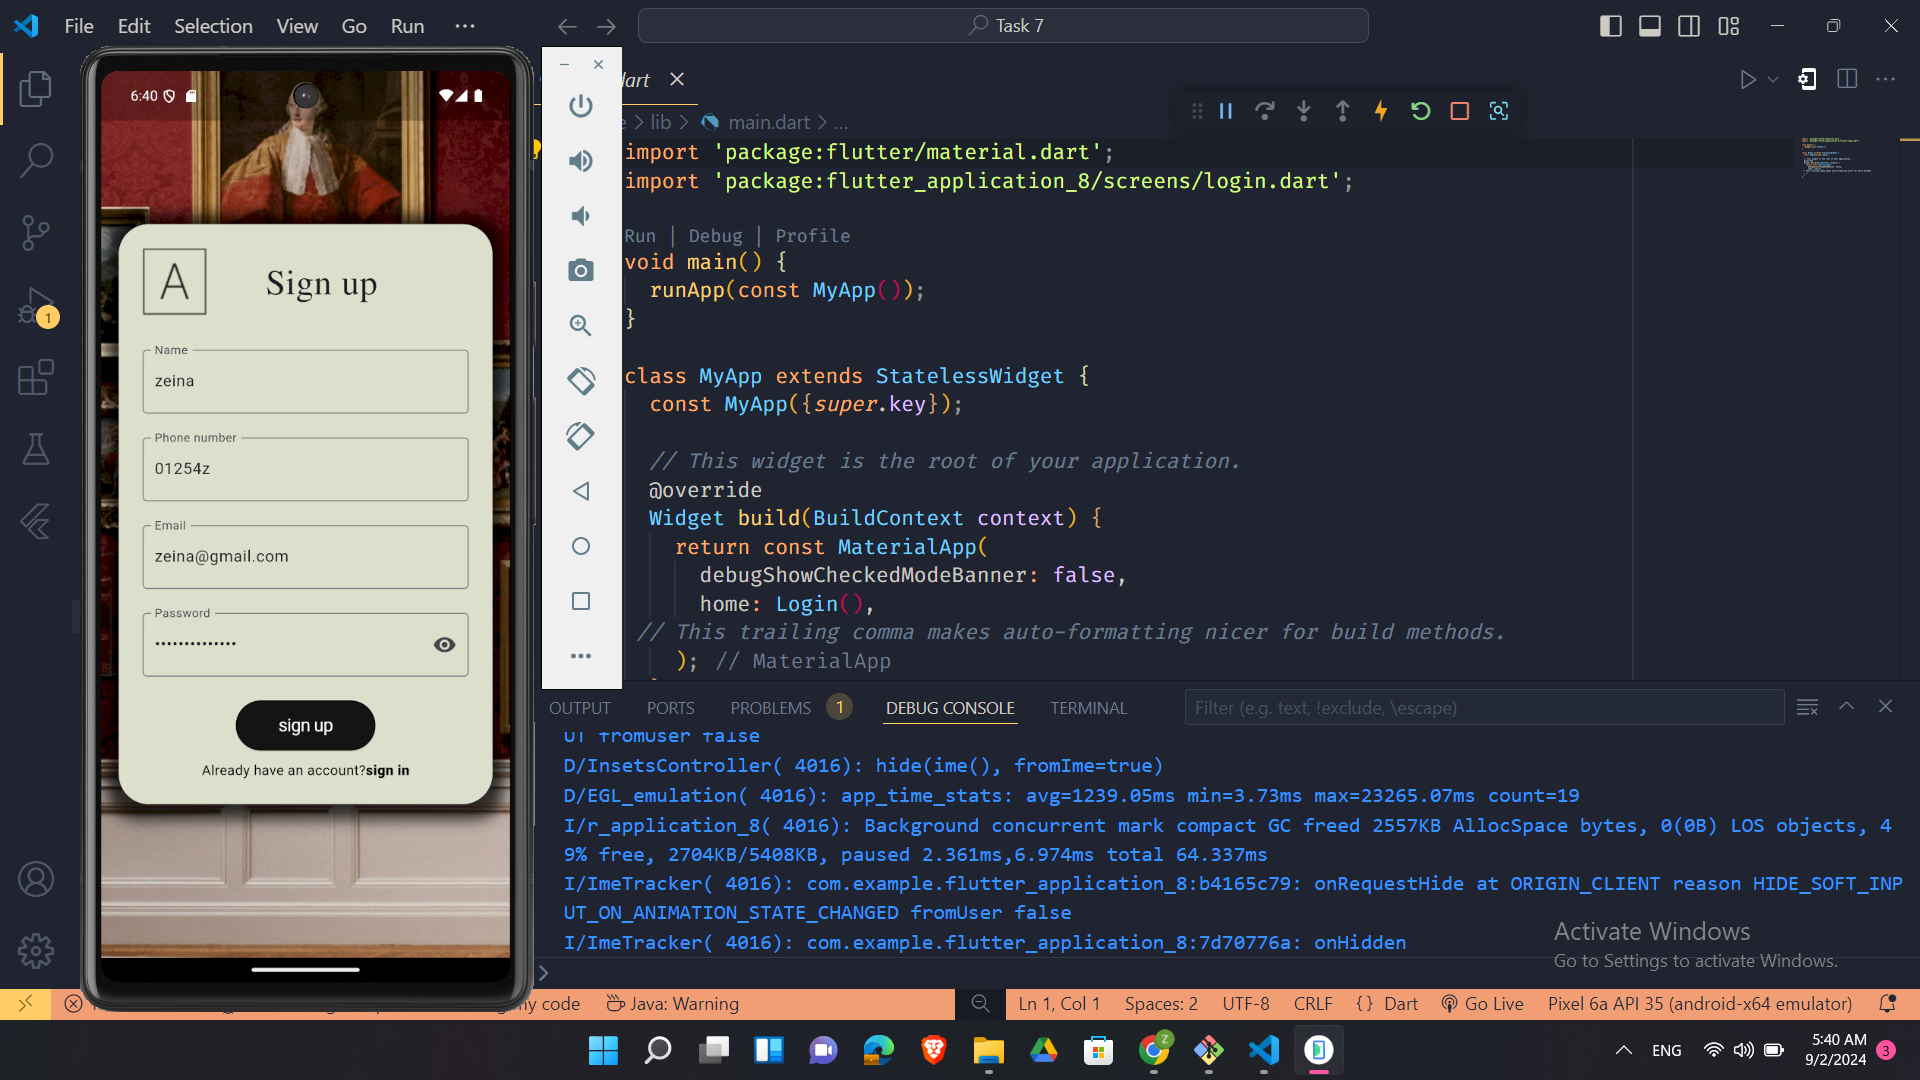 File Edit Selection View Go Run ...
Task 7
dart
lib > main.dart > ...
import 'package:flutter/material.dart';
import 'package:flutter_application_8/screens/login.dart';
Run | Debug | Profile
void main() {
runApp(const MyApp());
}
class MyApp extends StatelessWidget {
const MyApp({super.key});
// This widget is the root of your application.
@override
Widget build(BuildContext context) {
return const MaterialApp(
debugShowCheckedModeBanner: false,
home: Login(),
// This trailing comma makes auto-formatting nicer for build methods.
); // MaterialApp
6:40
A
Sign up
Name
zeina
Phone number
01254z
Email
zeina@gmail.com
Password
••••••••••••••
sign up
Already have an account?sign in
1
OUTPUT PORTS PROBLEMS 1 DEBUG CONSOLE TERMINAL
Filter (e.g. text, !exclude, \escape)
UT fromUser false
D/InsetsController( 4016): hide(ime(), fromIme=true)
D/EGL_emulation( 4016): app_time_stats: avg=1239.05ms min=3.73ms max=23265.07ms count=19
I/r_application_8( 4016): Background concurrent mark compact GC freed 2557KB AllocSpace bytes, 0(0B) LOS objects, 4
9% free, 2704KB/5408KB, paused 2.361ms,6.974ms total 64.337ms
I/ImeTracker( 4016): com.example.flutter_application_8:b4165c79: onRequestHide at ORIGIN_CLIENT reason HIDE_SOFT_INP
UT_ON_ANIMATION_STATE_CHANGED fromUser false
I/ImeTracker( 4016): com.example.flutter_application_8:7d70776a: onHidden
Activate Windows
Go to Settings to activate Windows.
my code Java: Warning Ln 1, Col 1 Spaces: 2 UTF-8 CRLF {} Dart Go Live Pixel 6a API 35 (android-x64 emulator)
Z
ENG
5:40 AM
9/2/2024
3